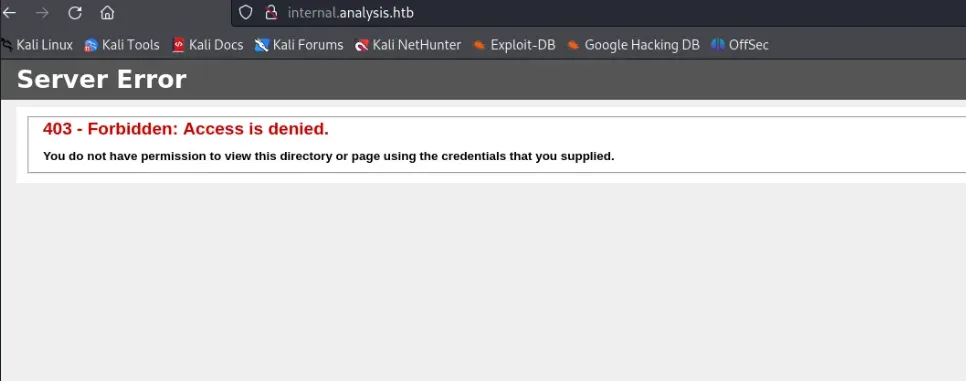 internal.analysis.htb
Kali Linux Kali Tools Kali Docs Kali Forums Kali NetHunter Exploit-DB Google Hacking DB OffSec
Server Error
403 - Forbidden: Access is denied.
You do not have permission to view this directory or page using the credentials that you supplied.